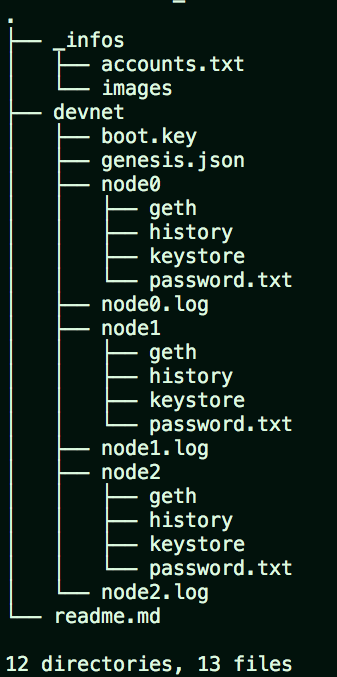 .
├── _infos
│   ├── accounts.txt
│   └── images
├── devnet
│   ├── boot.key
│   ├── genesis.json
│   ├── node0
│   │   ├── geth
│   │   ├── history
│   │   ├── keystore
│   │   └── password.txt
│   ├── node0.log
│   ├── node1
│   │   ├── geth
│   │   ├── history
│   │   ├── keystore
│   │   └── password.txt
│   ├── node1.log
│   ├── node2
│   │   ├── geth
│   │   ├── history
│   │   ├── keystore
│   │   └── password.txt
│   └── node2.log
└── readme.md
12 directories, 13 files